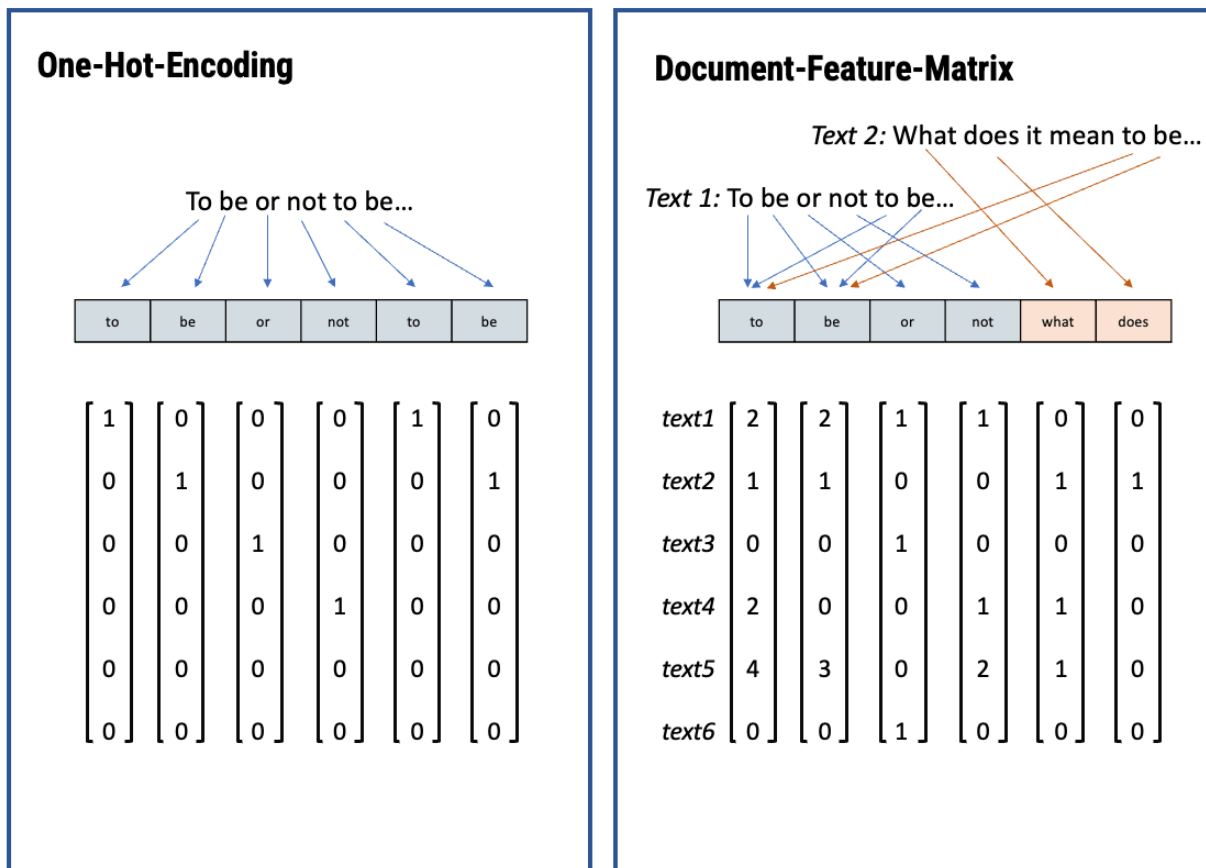 One-Hot-Encoding
To be or not to be...
to be or not to be
1 0 0 0 1 0
0 1 0 0 0 1
0 0 1 0 0 0
0 0 0 1 0 0
0 0 0 0 0 0
0 0 0 0 0 0
Document-Feature-Matrix
Text 2: What does it mean to be...
Text 1: To be or not to be...
to be or not what does
text1 2 2 1 1 0 0
text2 1 1 0 0 1 1
text3 0 0 1 0 0 0
text4 2 0 0 1 1 0
text5 4 3 0 2 1 0
text6 0 0 1 0 0 0